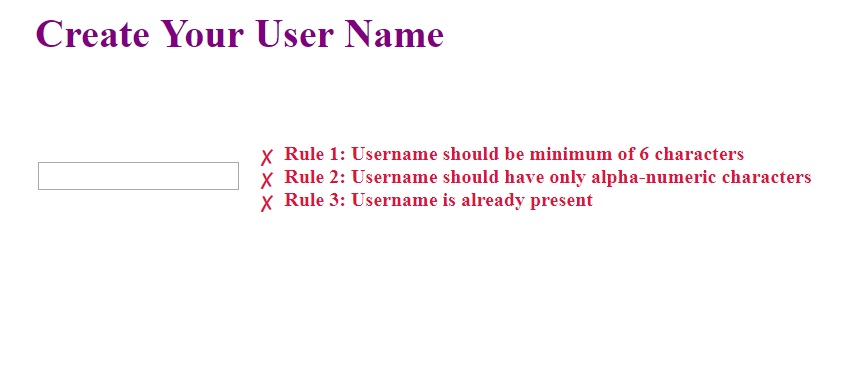 Create Your User Name
✗ Rule 1: Username should be minimum of 6 characters
✗ Rule 2: Username should have only alpha-numeric characters
✗ Rule 3: Username is already present